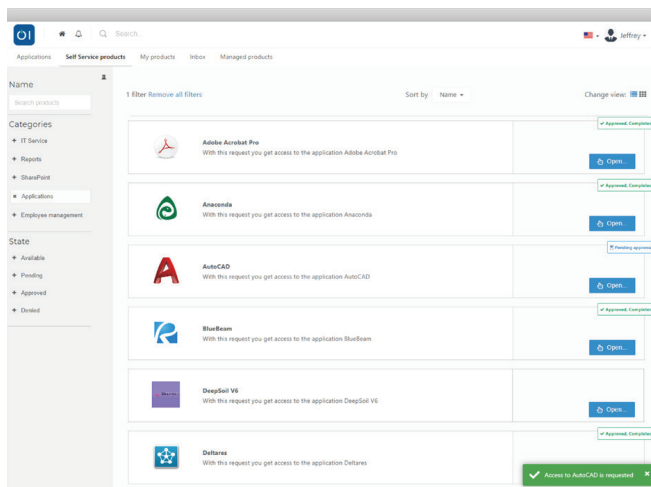 OI
Search...
Jeffrey
Applications
Self Service products
My products
Inbox
Managed products
Name
Search products
Categories
+ IT Service
+ Reports
+ SharePoint
Applications
+ Employee management
State
+ Available
+ Pending
+ Approved
+ Denied
1 filter Remove all filters
Sort by Name
Change view:
Approved, Completed
Adobe Acrobat Pro
With this request you get access to the application Adobe Acrobat Pro
Open...
Approved, Completed
Anaconda
With this request you get access to the application Anaconda
Open...
Pending approva
AutoCAD
With this request you get access to the application AutoCAD
Open...
Approved, Completed
BlueBeam
With this request you get access to the application BlueBeam
Open...
DeepSoil V6
With this request you get access to the application DeepSoil V6
Open...
Approved, Completed
Deltares
With this request you get access to the application Deltares
Access to AutoCAD is requested